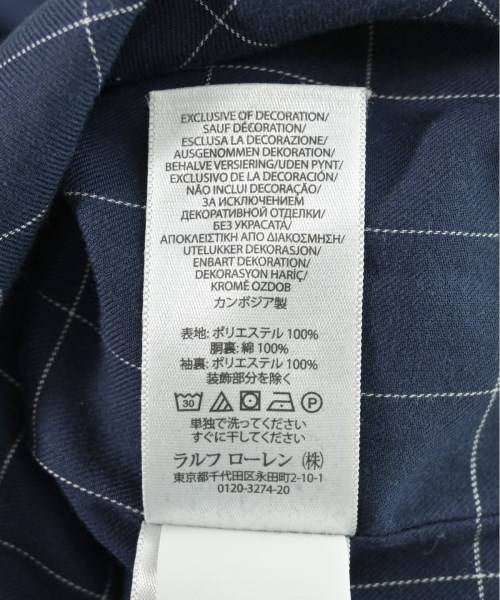 EXCLUSIVE OF DECORATION/
SAUF DÉCORATION/
ESCLUSA LA DECORAZIONE/
AUSGENOMMEN DEKORATION/
BEHALVE VERSIERING/UDEN PYNT/
EXCLUSIVO DE LA DECORACIÓN/
NÃO INCLUI DECORAÇÃO/
ЗА ИСКЛЮЧЕНИЕМ
ДЕКОРАТИВНОЙ ОТДЕЛКИ/
БЕЗ УКРАСАТА/
ΑΠΟΚΛΕΙΣΤΙΚΗ ΑΠΟ ΔΙΑΚΟΣΜΗΣΗ/
UTELUKKER DEKORASJON/
ENBART DEKORATION/
DEKORASYON HARİÇ/
KROMĖ OZDOB
カンボジア製
表地: ポリエステル 100%
胴裏: 綿 100%
袖裏: ポリエステル 100%
装飾部分を除く
30 P
単独で洗ってください
すぐに干してください
ラルフ ローレン (株)
東京都千代田区永田町2-10-1
0120-3274-20